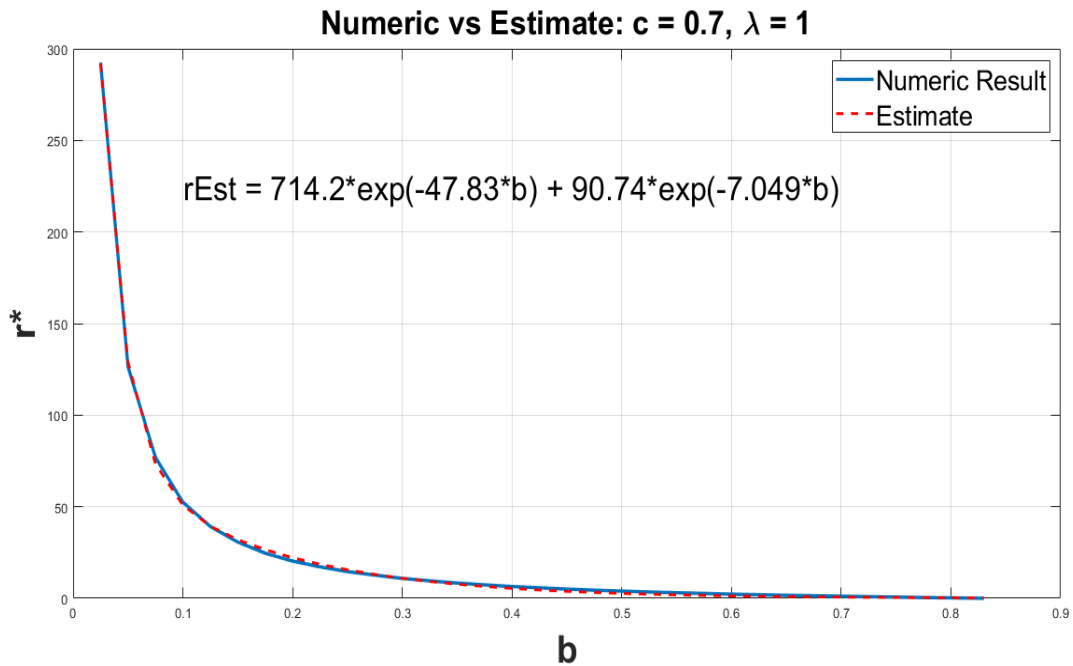 Numeric vs Estimate: c = 0.7, λ = 1
300
250
200
150
100
50
0
r*
Numeric Result
Estimate
rEst = 714.2*exp(-47.83*b) + 90.74*exp(-7.049*b)
0 0.1 0.2 0.3 0.4 0.5 0.6 0.7 0.8 0.9
b